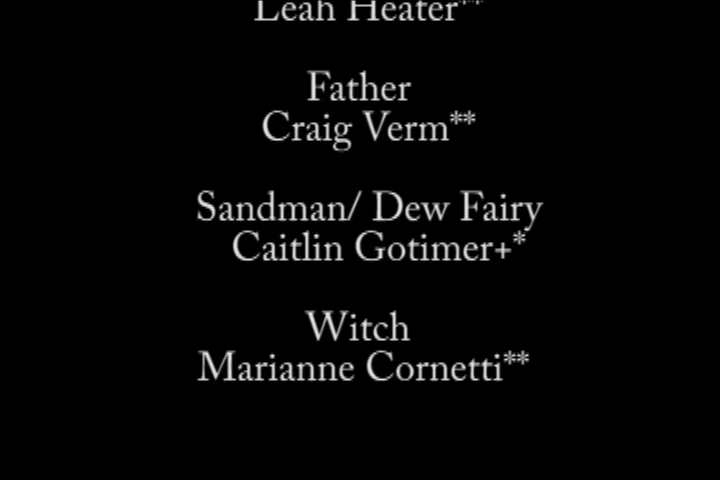 Leah Heater**
Father
Craig Verm**
Sandman/ Dew Fairy
Caitlin Gotimer+*
Witch
Marianne Cornetti**